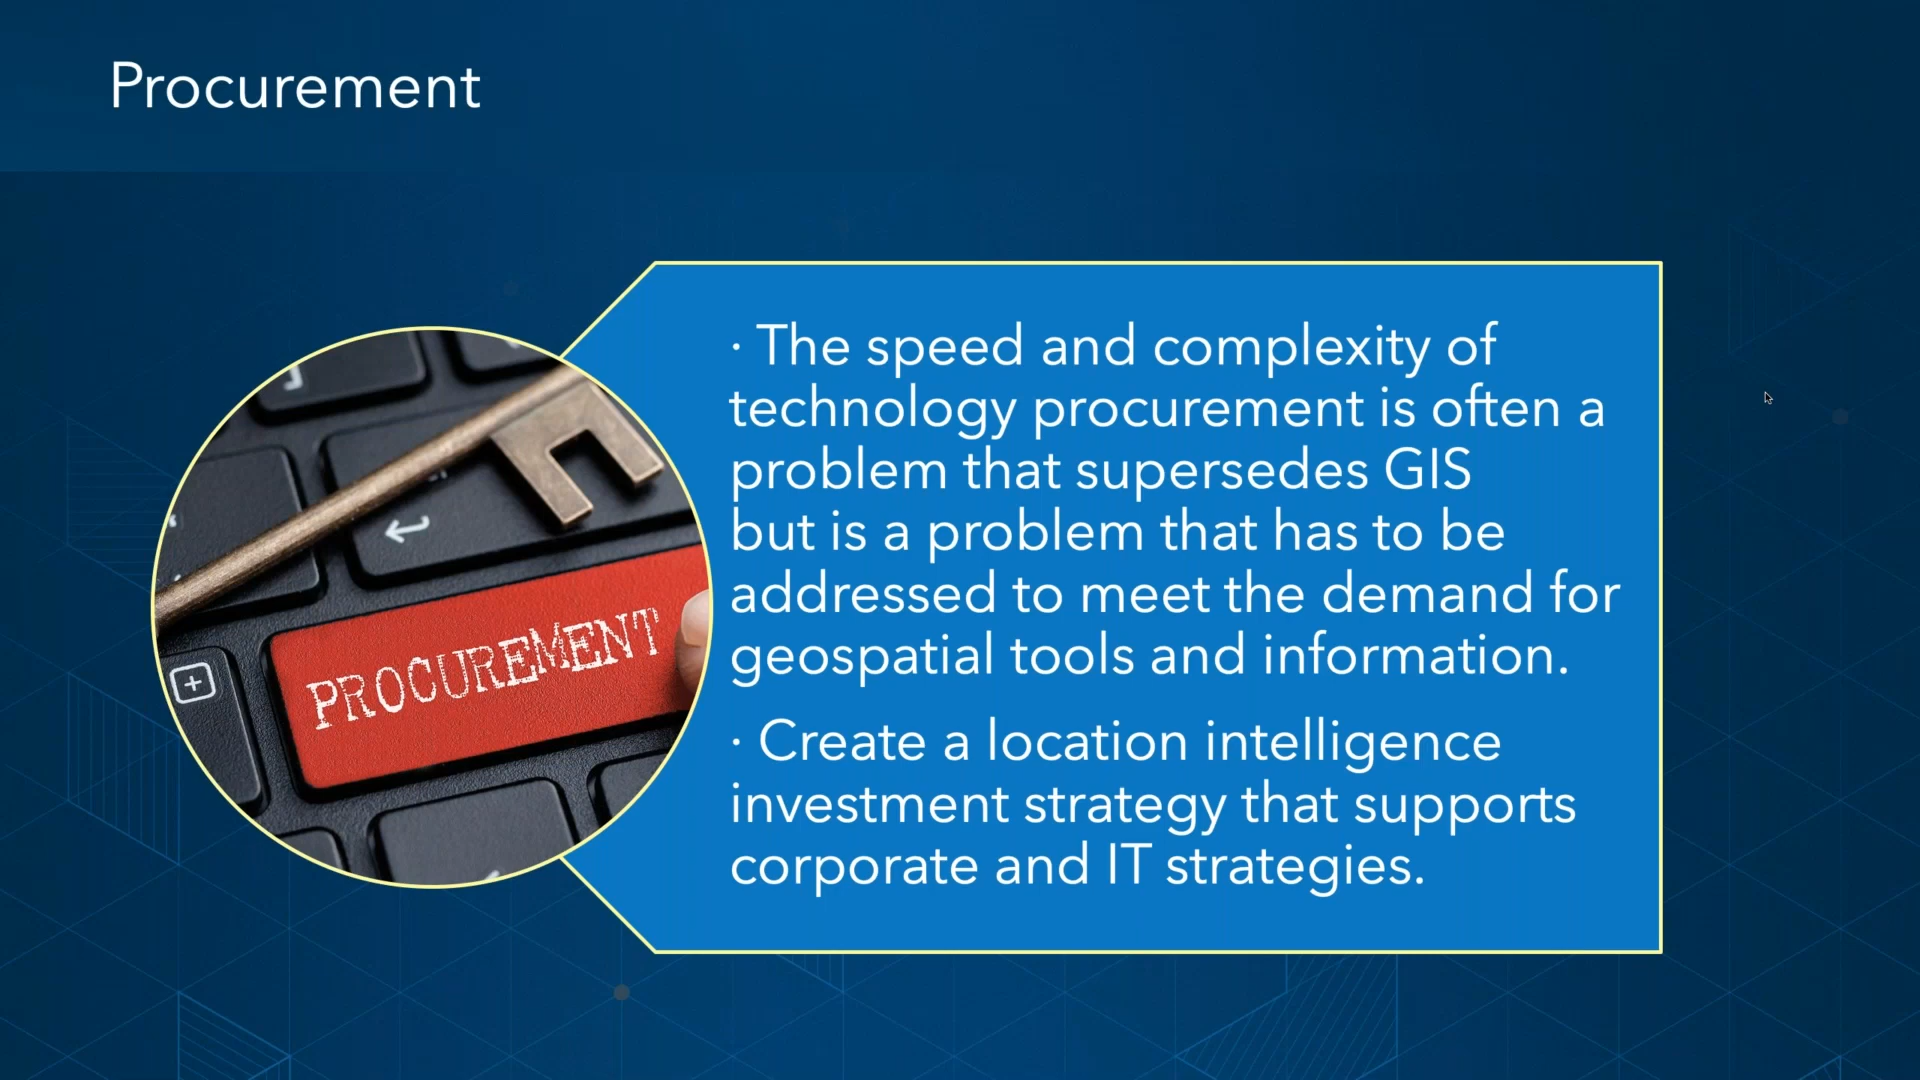 Procurement
· The speed and complexity of
technology procurement is often a
problem that supersedes GIS
but is a problem that has to be
addressed to meet the demand for
geospatial tools and information.
· Create a location intelligence
investment strategy that supports
corporate and IT strategies.
PROCUREMENT